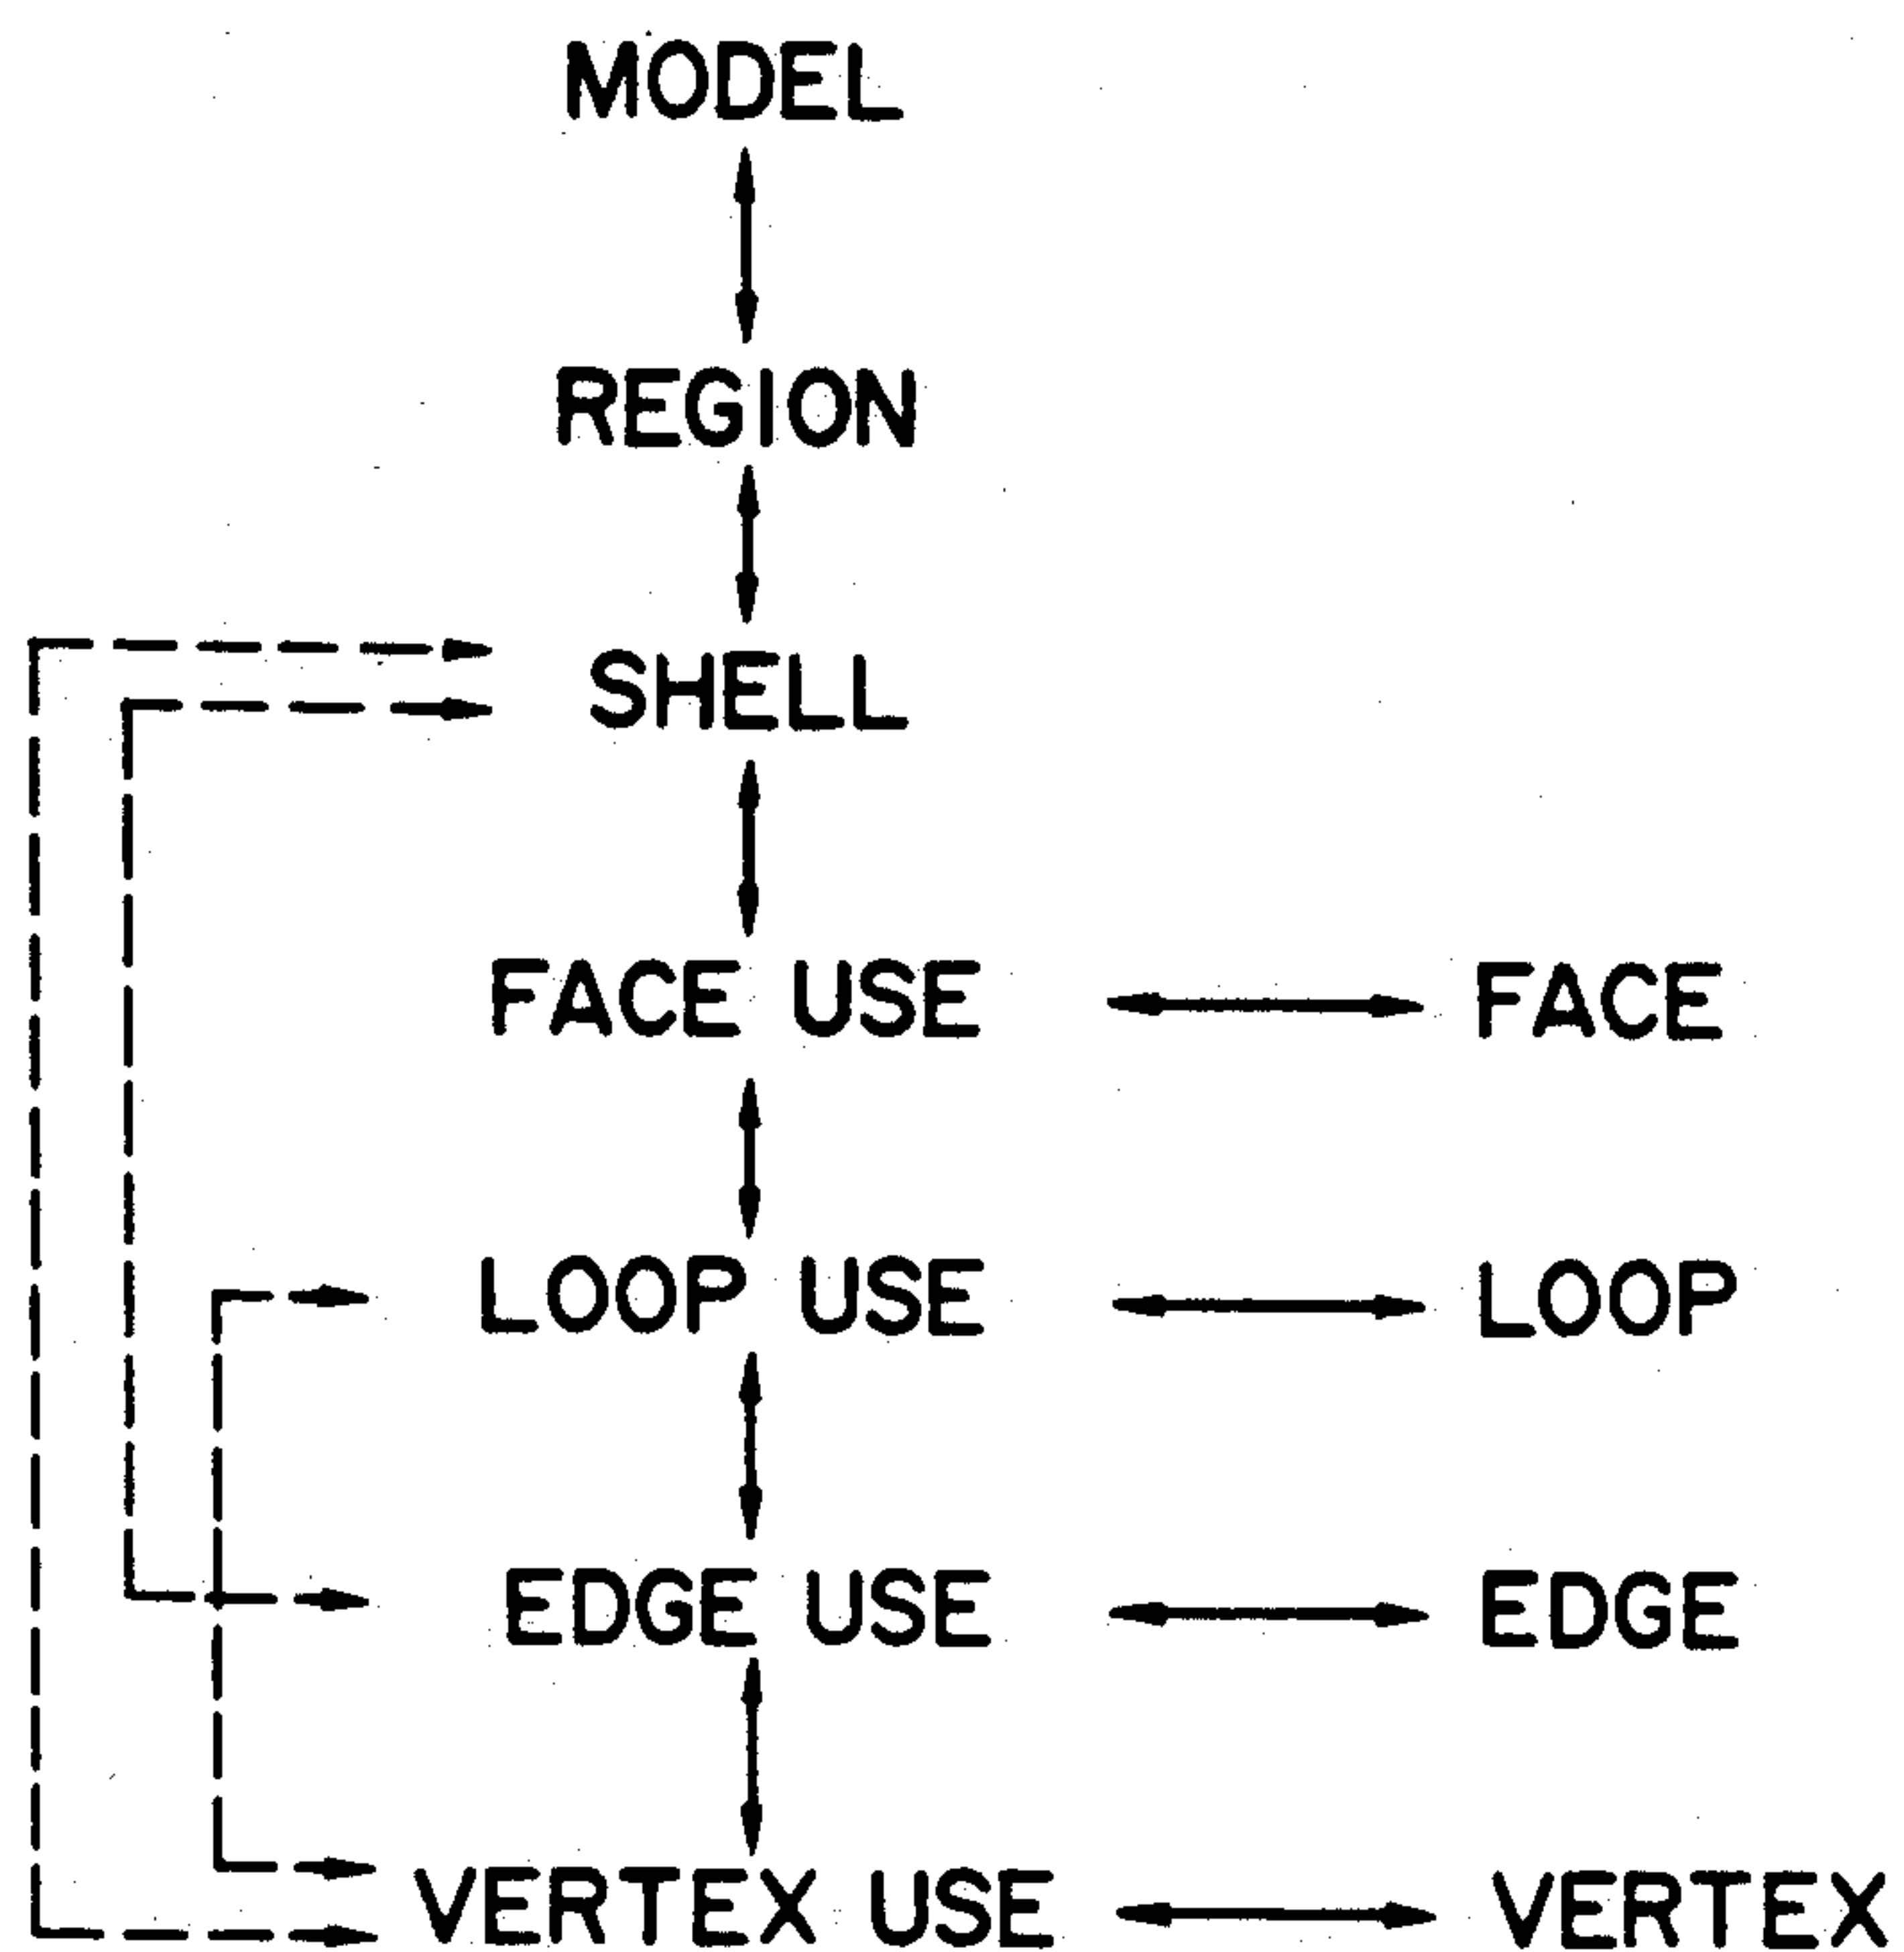 MODEL
REGION
SHELL
FACE USE FACE
LOOP USE LOOP
EDGE USE EDGE
VERTEX USE VERTEX